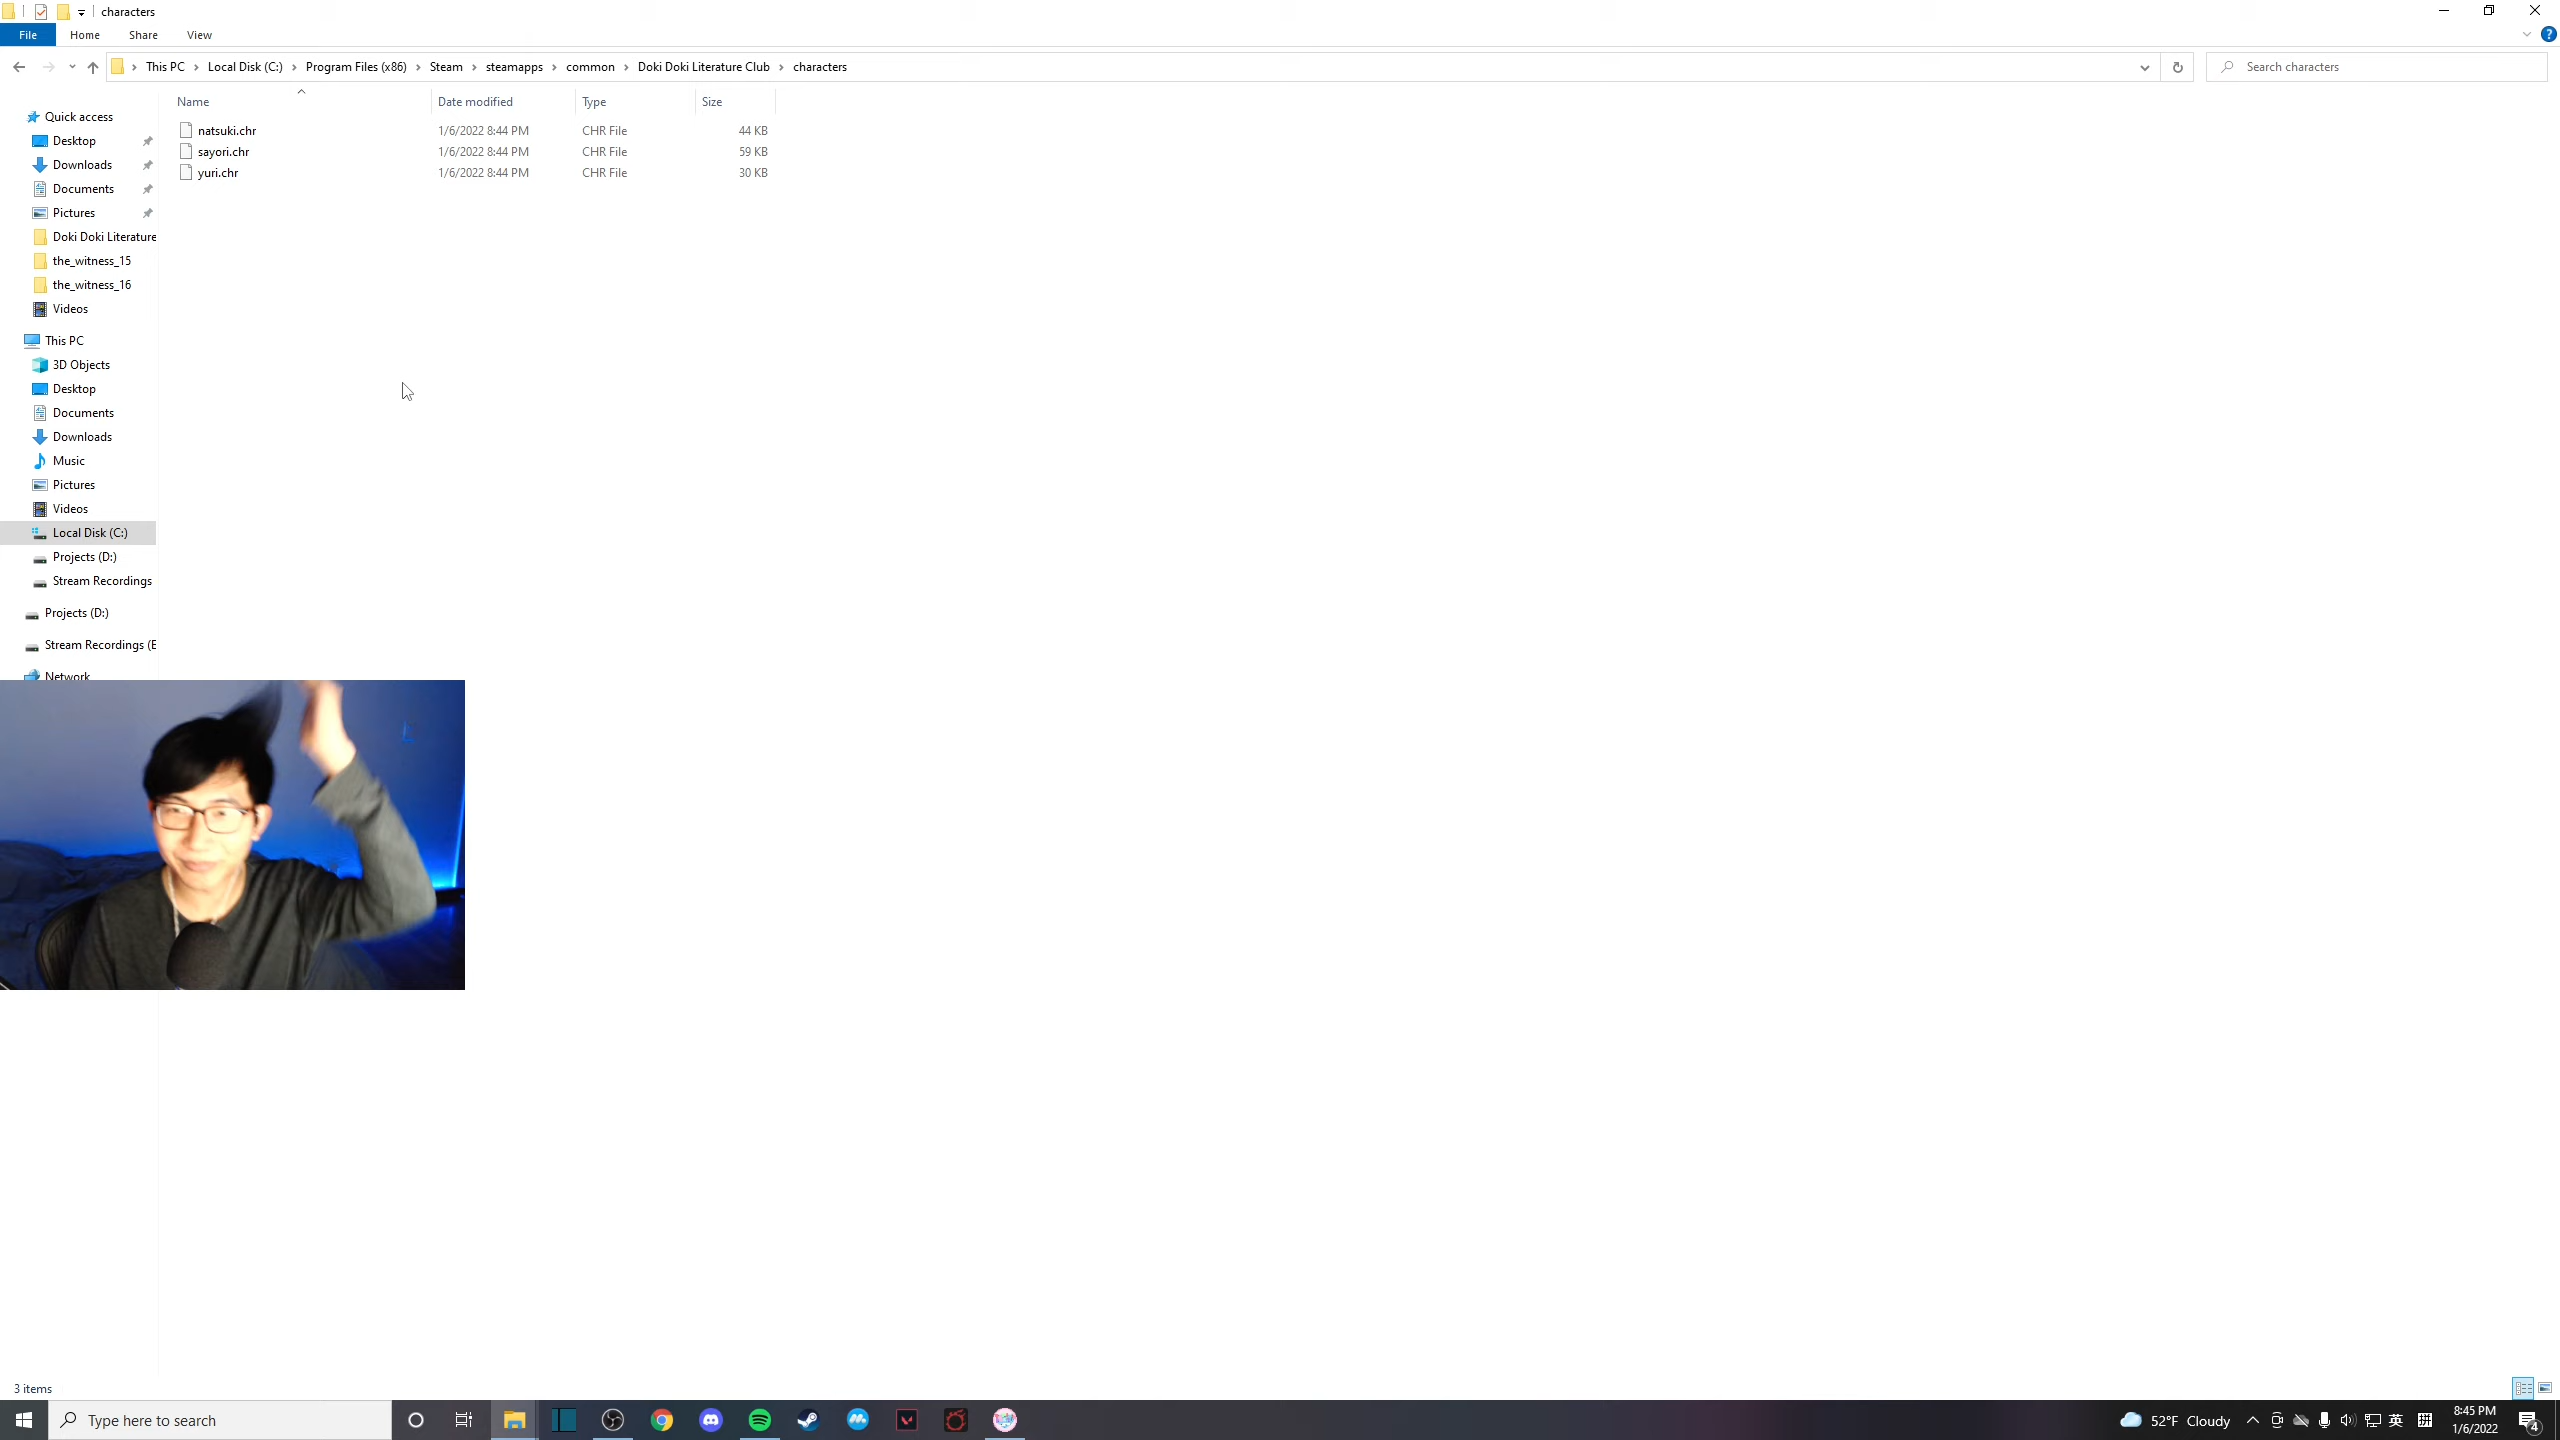 characters
File Home Share View
This PC Local Disk (C:) Program Files (x86) Steam steamapps common Doki Doki Literature Club characters
Search characters
Name Date modified Type Size
natsuki.chr 1/6/2022 8:44 PM CHR File 44 KB
sayori.chr 1/6/2022 8:44 PM CHR File 59 KB
yuri.chr 1/6/2022 8:44 PM CHR File 30 KB
Quick access
Desktop
Downloads
Documents
Pictures
Doki Doki Literature
the_witness_15
the_witness_16
Videos
This PC
3D Objects
Desktop
Documents
Downloads
Music
Pictures
Videos
Local Disk (C:)
Projects (D:)
Stream Recordings
Projects (D:)
Stream Recordings (E
Network
3 items
Type here to search
52°F Cloudy
英
拼
8:45 PM
1/6/2022
4